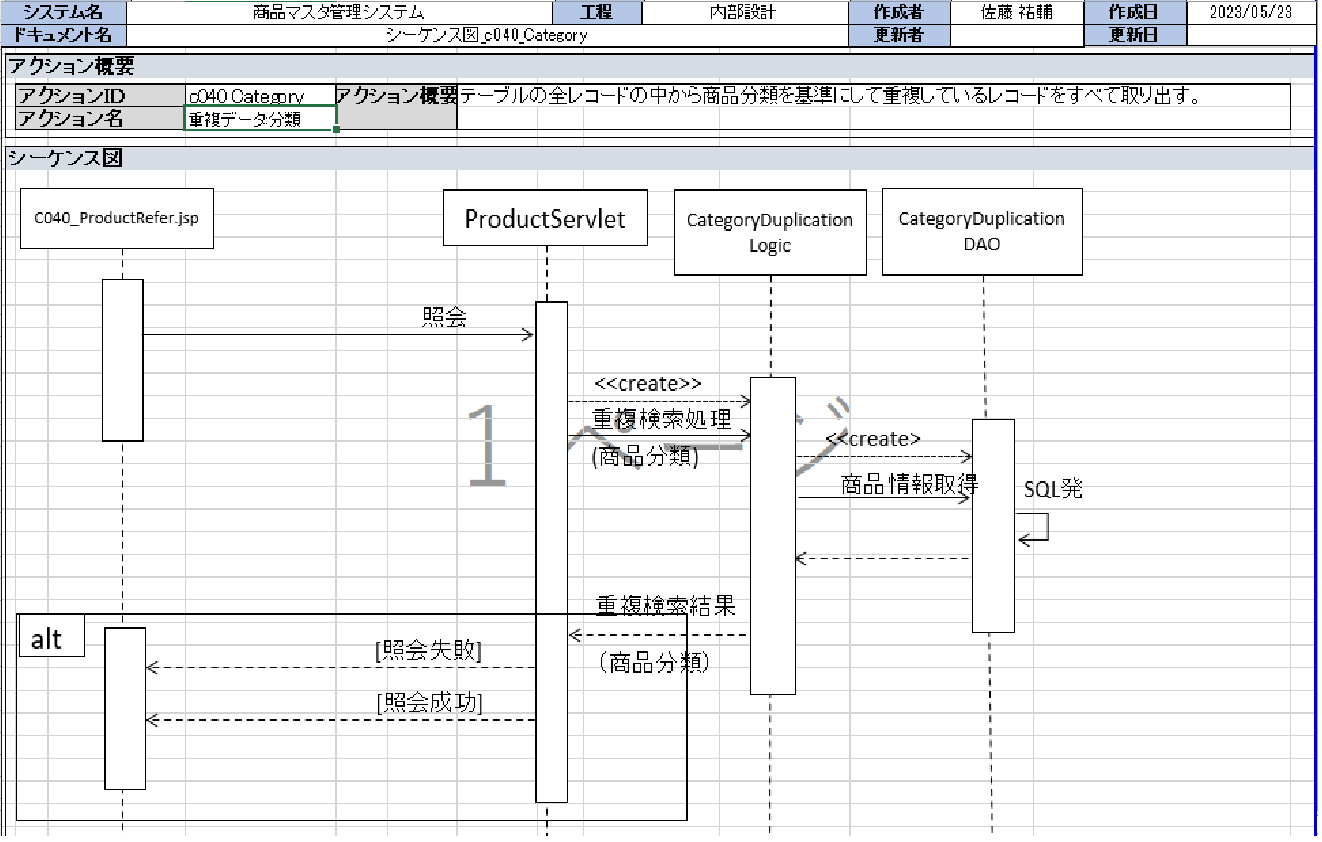 システム名 商品マスタ管理システム 工程 内部設計 作成者 佐藤 祐輔 作成日 2023/05/23
ドキュメント名 シーケンス図_c040_Category 更新者 更新日
アクション概要
アクションID c040 Category アクション概要 テーブルの全レコードの中から商品分類を基準にして重複しているレコードをすべて取り出す。
アクション名 重複データ分類
シーケンス図
C040_ProductRefer.jsp
ProductServlet
CategoryDuplication
Logic
CategoryDuplication
DAO
照会
<<create>>
重複検索処理
(商品分類)
<<create>
商品情報取得
SQL発
1 ページ
重複検索結果
(商品分類)
alt
[照会失敗]
[照会成功]